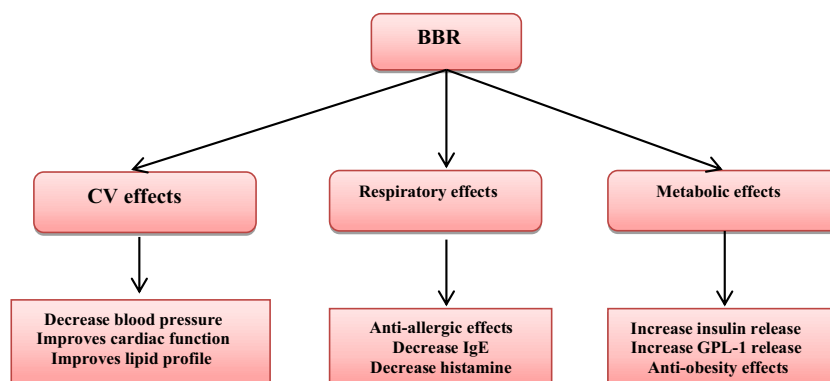 BBR
CV effects
Respiratory effects
Metabolic effects
Decrease blood pressure
Improves cardiac function
Improves lipid profile
Anti-allergic effects
Decrease IgE
Decrease histamine
Increase insulin release
Increase GPL-1 release
Anti-obesity effects